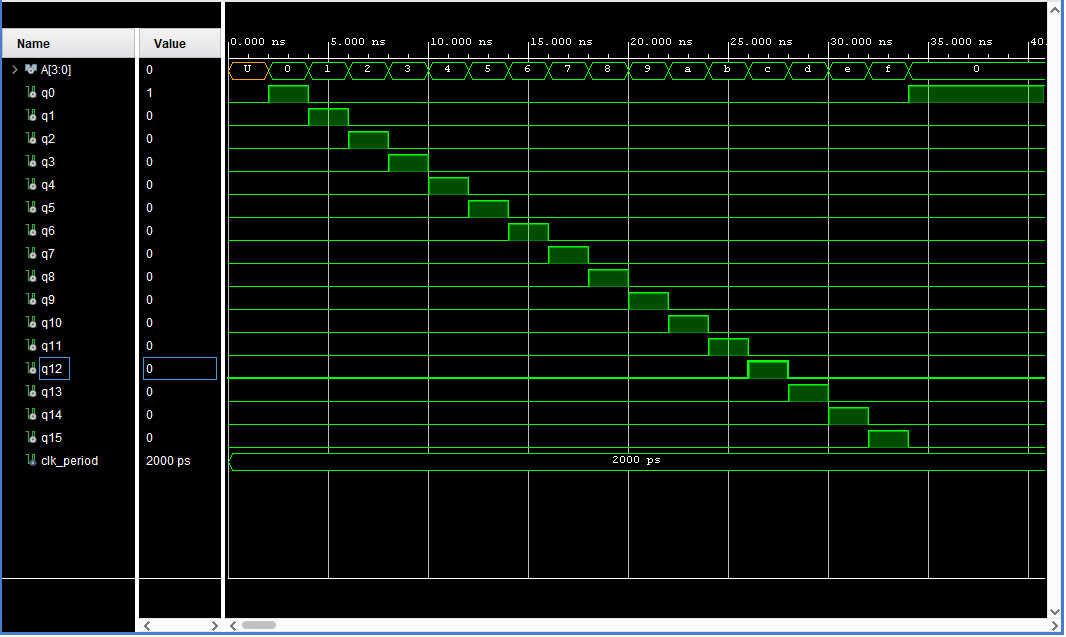 Name Value
0.000 ns 5.000 ns 10.000 ns 15.000 ns 20.000 ns 25.000 ns 30.000 ns 35.000 ns 40.
A[3:0] 0 U 0 1 2 3 4 5 6 7 8 9 a b c d e f 0
q0 1
q1 0
q2 0
q3 0
q4 0
q5 0
q6 0
q7 0
q8 0
q9 0
q10 0
q11 0
q12 0
q13 0
q14 0
q15 0
clk_period 2000 ps 2000 ps